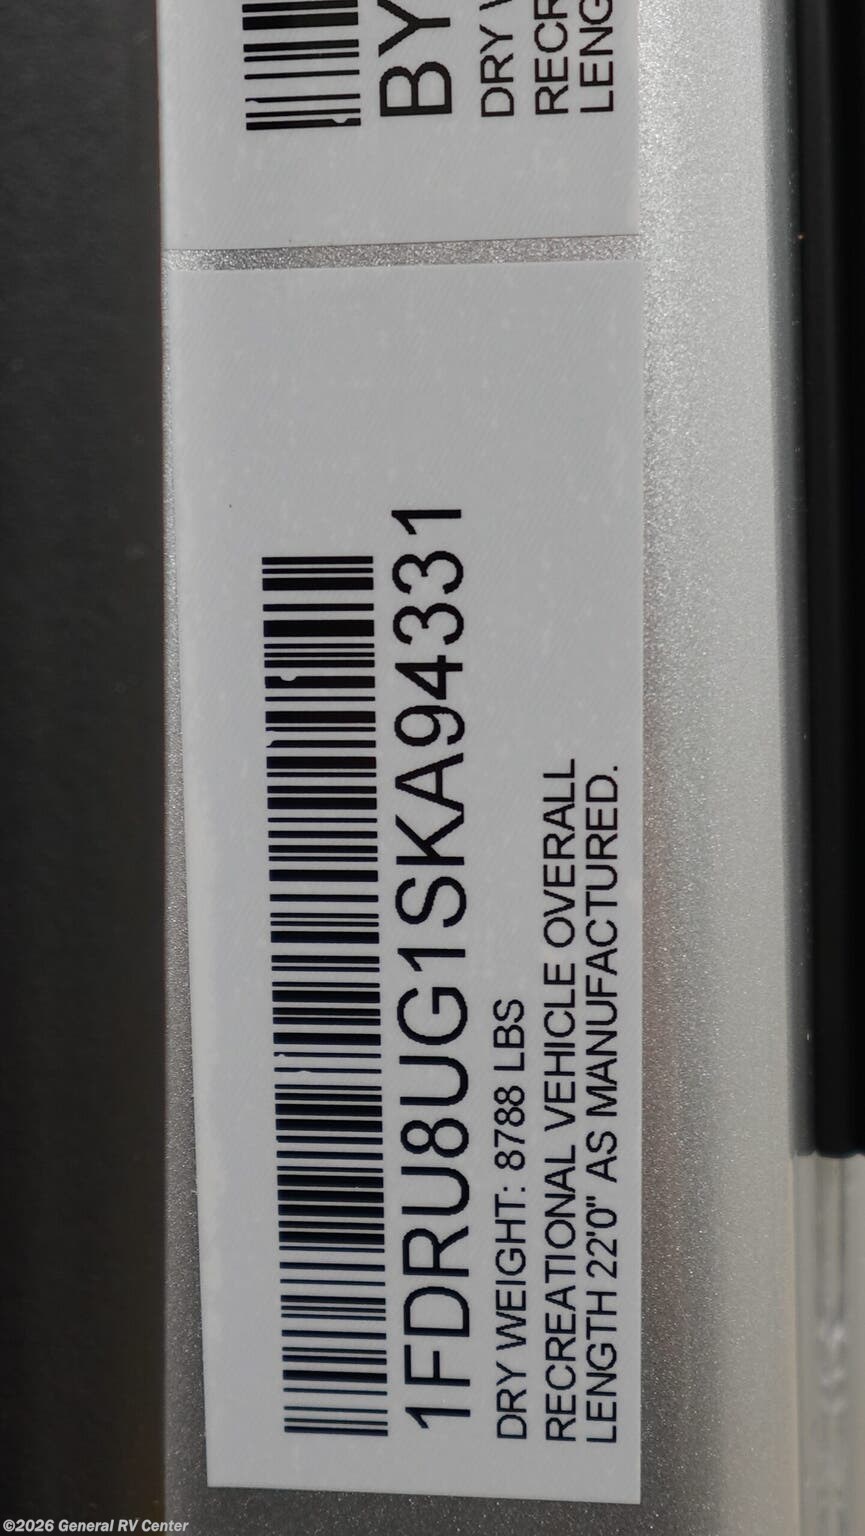 1FDRU8UG1SKA94331
DRY WEIGHT: 8788 LBS
RECREATIONAL VEHICLE OVERALL
LENGTH 22'0" AS MANUFACTURED.
BY
DRY
RECR
LENG
©2026 General RV Center